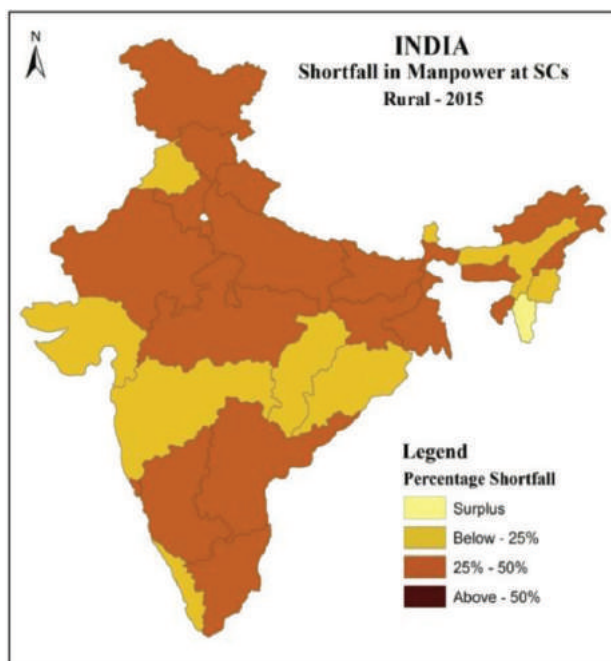 N
INDIA
Shortfall in Manpower at SCs
Rural - 2015
Legend
Percentage Shortfall
Surplus
Below - 25%
25% - 50%
Above - 50%